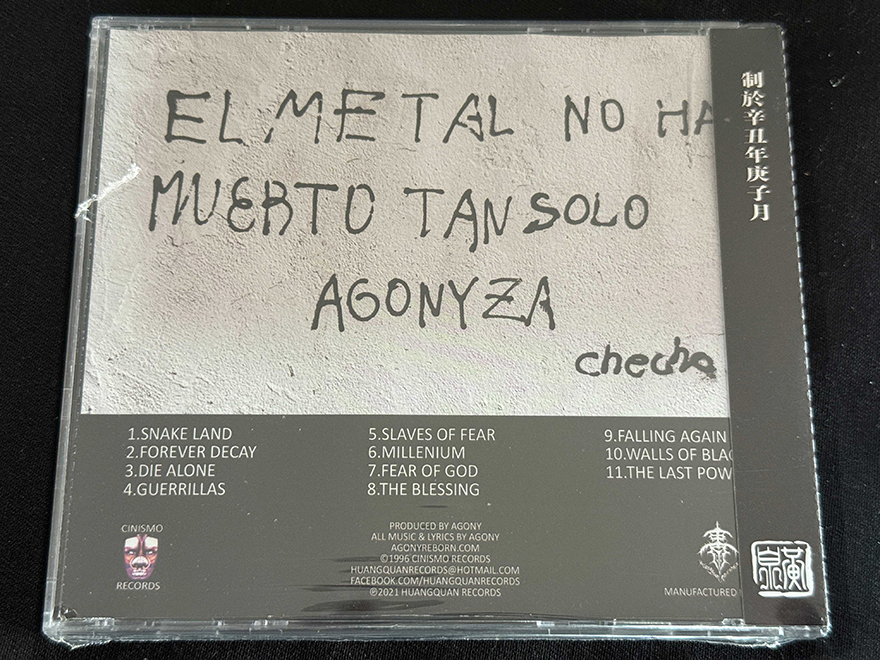 EL METAL NO HA
MUERTO TAN SOLO
AGONYZA
checho
1.SNAKE LAND
2.FOREVER DECAY
3.DIE ALONE
4.GUERRILLAS
5.SLAVES OF FEAR
6.MILLENIUM
7.FEAR OF GOD
8.THE BLESSING
9.FALLING AGAIN
10.WALLS OF
11.THE LAST
CINISMO
RECORDS
PRODUCED BY AGONY
ALL MUSIC & LYRICS BY AGONY
AGONYREBORN.COM
©1996 CINISMO RECORDS
HUANGQUANRECORDS@HOTMAIL.COM
FACEBOOK.COM/HUANGQUANRECORDS
℗2021 HUANGQUAN RECORDS
MANUFACTURED
制於辛丑年庚子月
黃泉